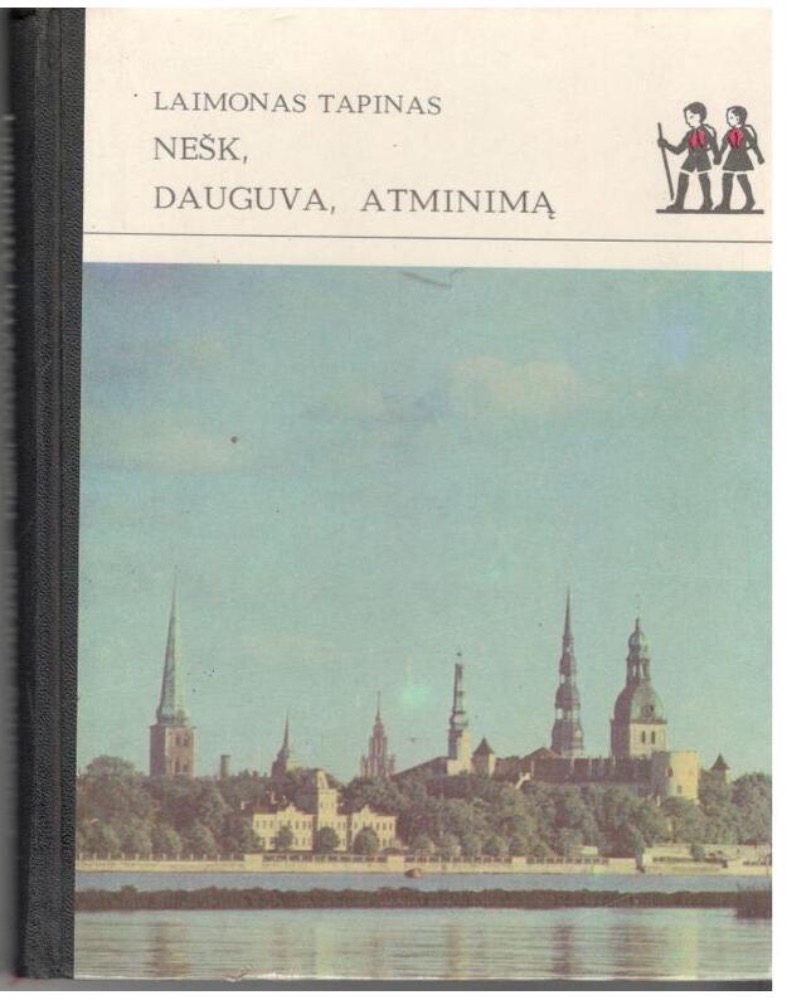 LAIMONAS TAPINAS
NEŠK,
DAUGUVA, ATMINIMĄ